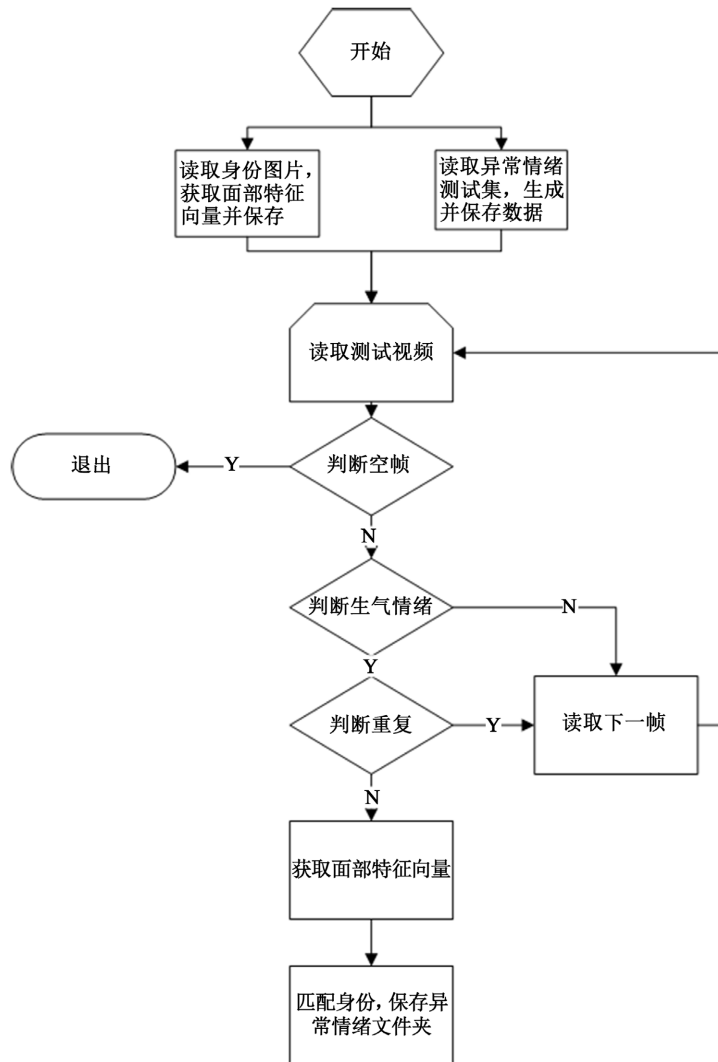 开始
读取身份图片，
获取面部特征
向量并保存
读取异常情绪
测试集，生成
并保存数据
读取测试视频
退出
Y
判断空帧
N
判断生气情绪
N
Y
判断重复
Y
读取下一帧
N
获取面部特征向量
匹配身份，保存异
常情绪文件夹